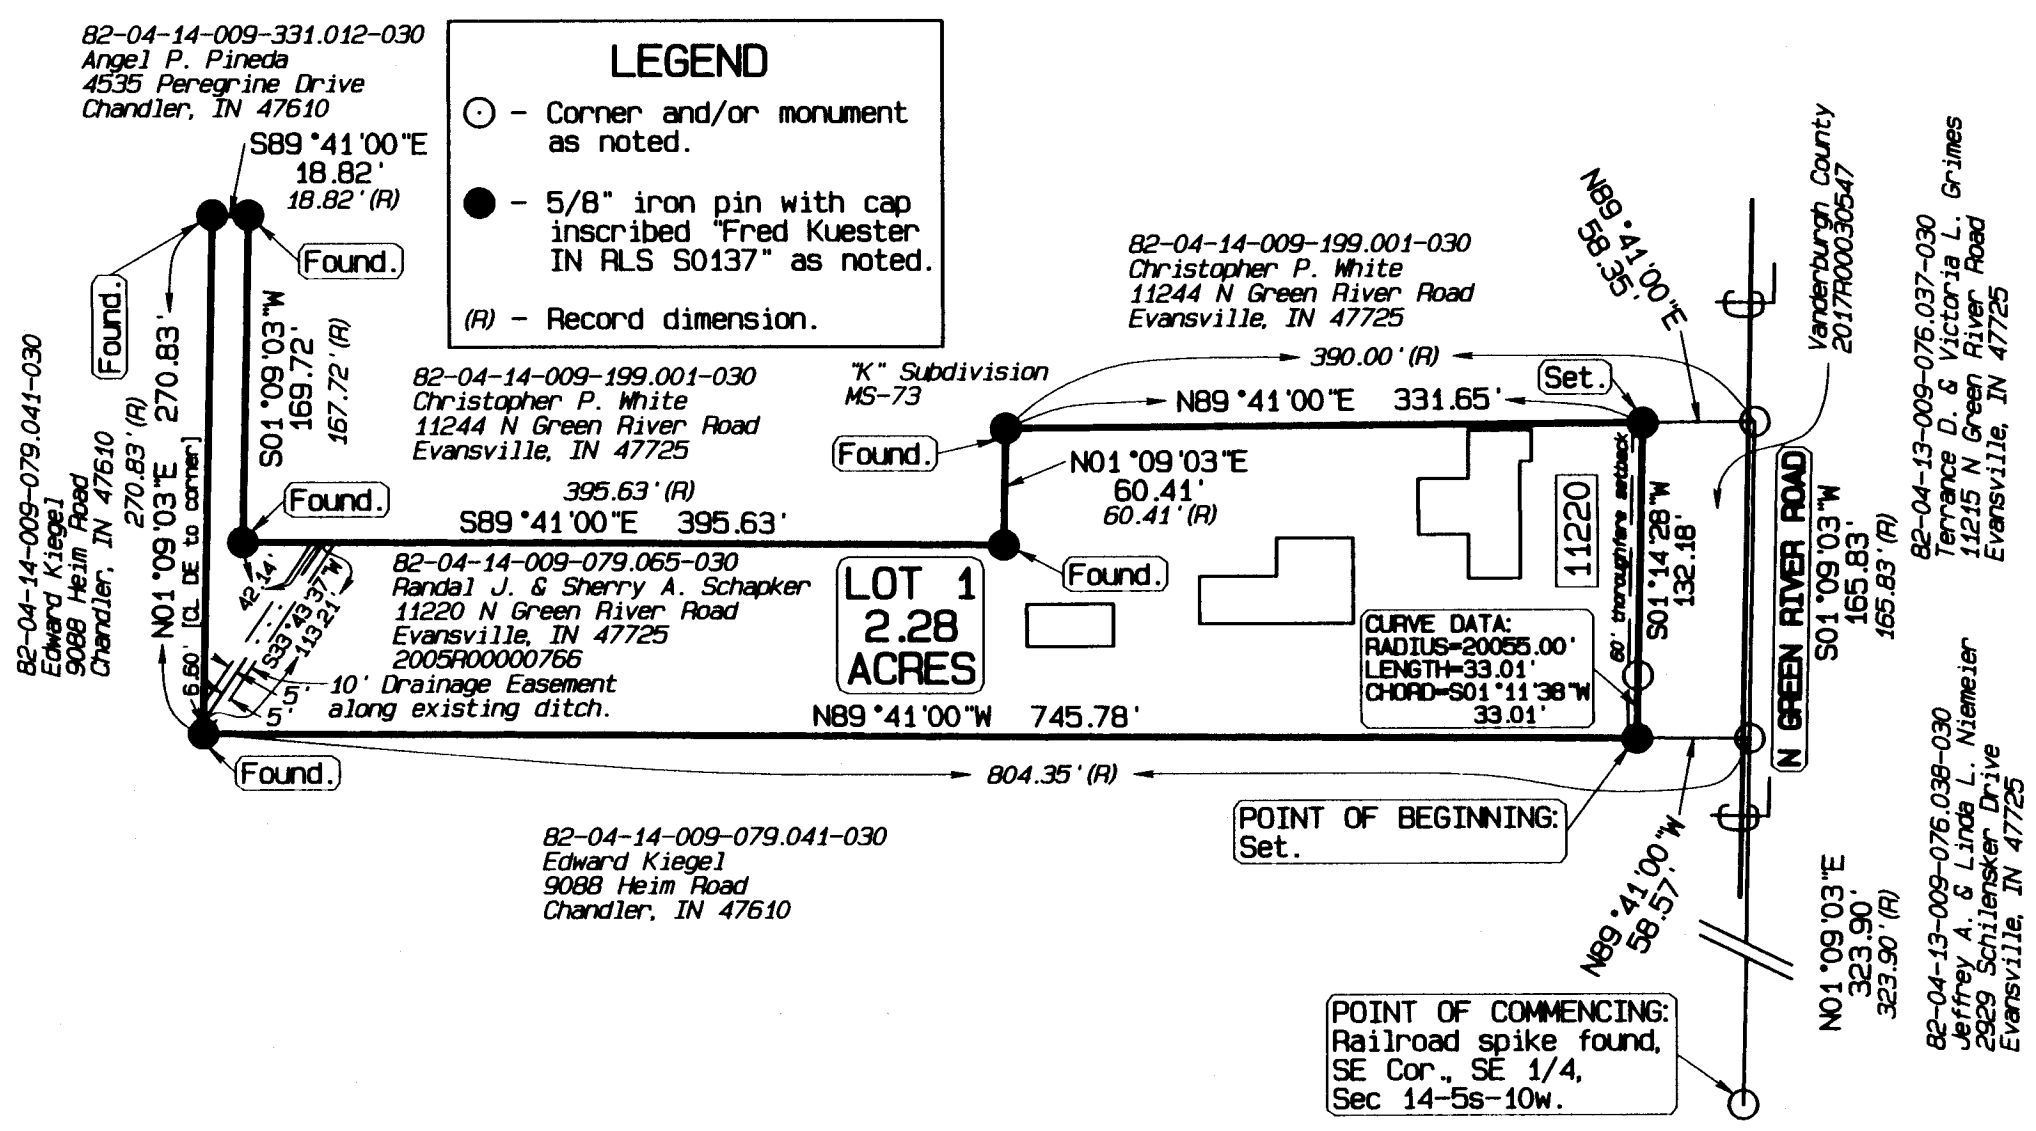 82-04-14-009-331.012-030
Angel P. Pineda
4535 Peregrine Drive
Chandler, IN 47610
S89°41'00"E
18.82'
18.82'(R)
Found.
Found.
LEGEND
- Corner and/or monument
as noted.
- 5/8" iron pin with cap
inscribed "Fred Kuester
IN RLS S0137" as noted.
(R) - Record dimension.
82-04-14-009-079.041-030
Edward Kiegel
9088 Heim Road
Chandler, IN 47610
270.83'(R)
N01°09'03"E 270.83'
6.60' [CL DE to corner]
S01°09'03"W
169.72'
167.72'(R)
Found.
42.14'
S33°43'37"W
113.21'
5'
5'
10' Drainage Easement
along existing ditch.
Found.
82-04-14-009-199.001-030
Christopher P. White
11244 N Green River Road
Evansville, IN 47725
395.63'(R)
S89°41'00"E 395.63'
82-04-14-009-079.065-030
Randal J. & Sherry A. Schapker
11220 N Green River Road
Evansville, IN 47725
2005R00000766
"K" Subdivision
MS-73
Found.
N01°09'03"E
60.41'
60.41'(R)
Found.
LOT 1
2.28
ACRES
82-04-14-009-199.001-030
Christopher P. White
11244 N Green River Road
Evansville, IN 47725
390.00'(R)
N89°41'00"E 331.65'
Set.
N89°41'00"E
58.35'
11220
60' thoroughfare setback
S01°14'28"W
132.18'
CURVE DATA:
RADIUS=20055.00'
LENGTH=33.01'
CHORD=S01°11'38"W
33.01'
N89°41'00"W 745.78'
804.35'(R)
82-04-14-009-079.041-030
Edward Kiegel
9088 Heim Road
Chandler, IN 47610
POINT OF BEGINNING:
Set.
N89°41'00"W
58.57'
POINT OF COMMENCING:
Railroad spike found,
SE Cor., SE 1/4,
Sec 14-5s-10w.
Vanderburgh County
2017R00030547
N GREEN RIVER ROAD
S01°09'03"W
165.83'
165.83'(R)
N01°09'03"E
323.90'
323.90'(R)
82-04-13-009-076.037-030
Terrance D. & Victoria L. Grimes
11215 N Green River Road
Evansville, IN 47725
82-04-13-009-076.038-030
Jeffrey A. & Linda L. Niemeier
2929 Schilensker Drive
Evansville, IN 47725